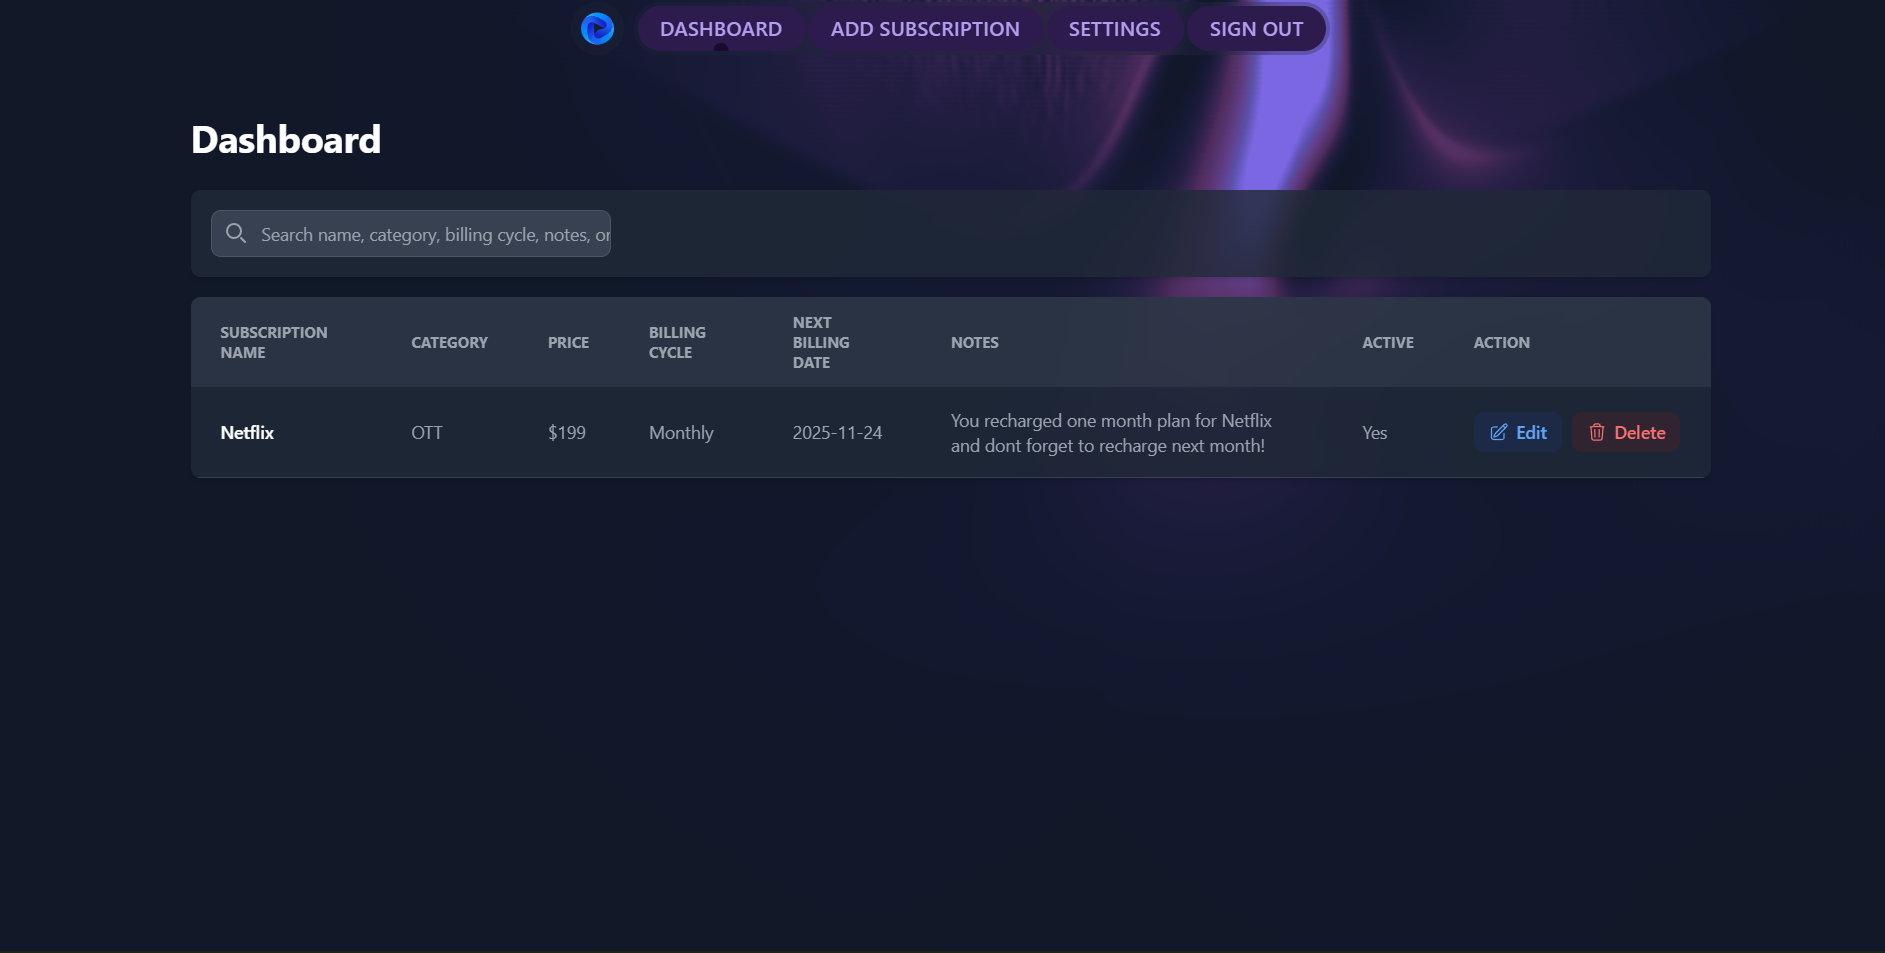 DASHBOARD ADD SUBSCRIPTION SETTINGS SIGN OUT
Dashboard
Search name, category, billing cycle, notes, or
SUBSCRIPTION NAME CATEGORY PRICE BILLING CYCLE NEXT BILLING DATE NOTES ACTIVE ACTION
Netflix OTT $199 Monthly 2025-11-24 You recharged one month plan for Netflix
and dont forget to recharge next month! Yes Edit Delete